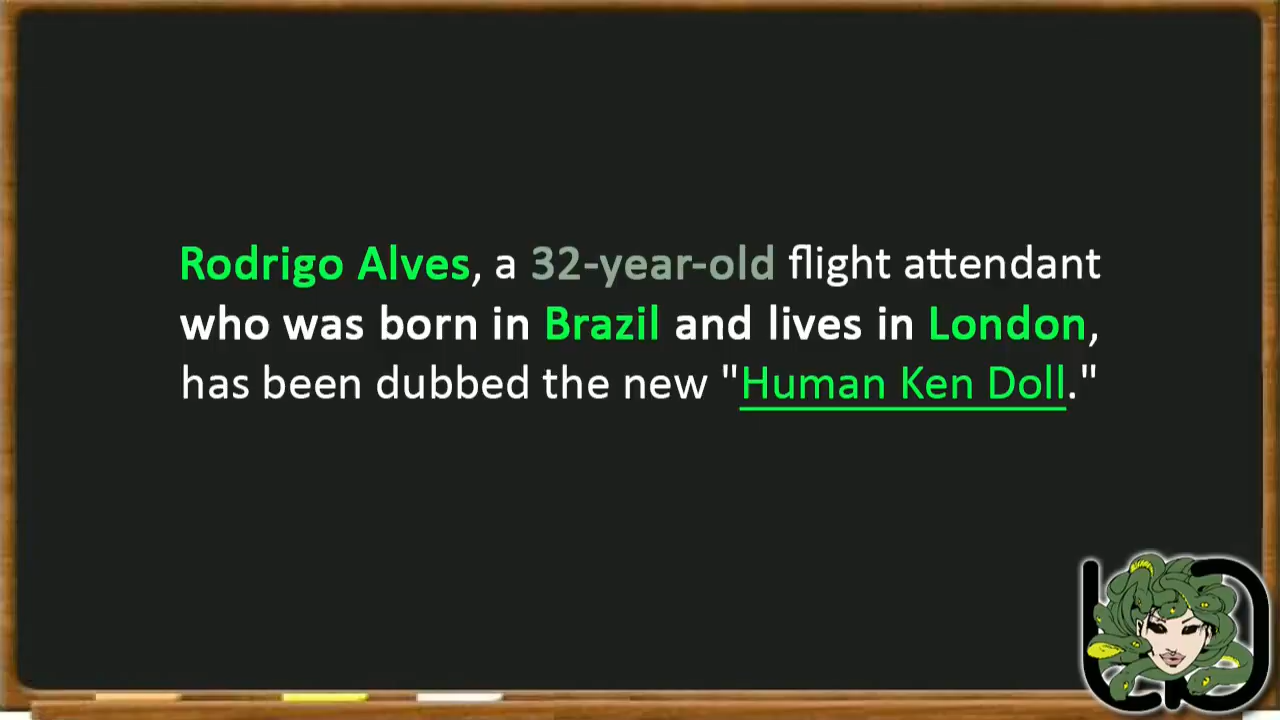 Rodrigo Alves, a 32-year-old flight attendant
who was born in Brazil and lives in London,
has been dubbed the new "Human Ken Doll."